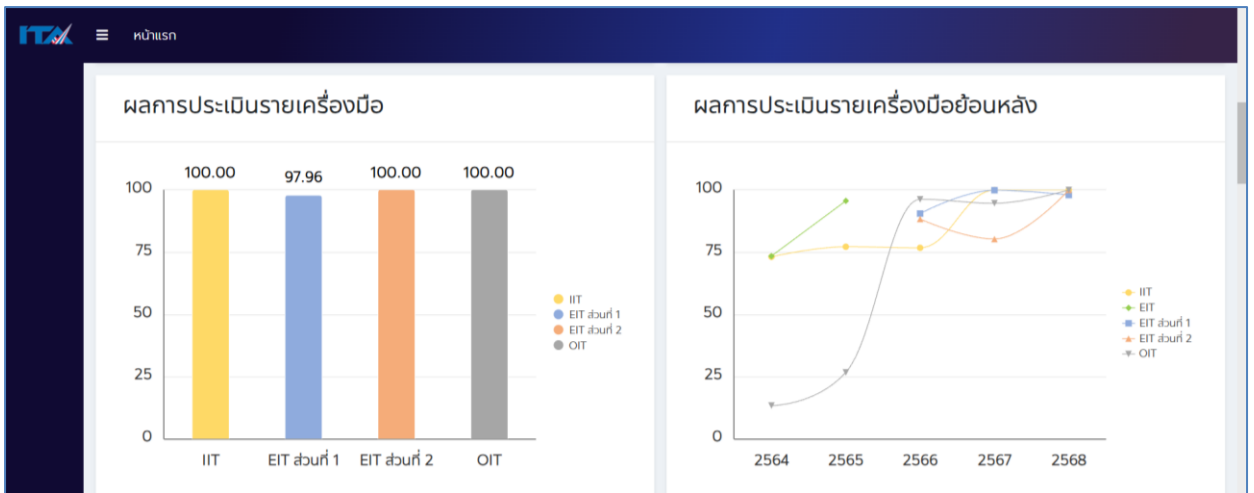 ITA ☰ หน้าแรก
ผลการประเมินรายเครื่องมือ
100.00 97.96 100.00 100.00
100
75
50
25
0
IIT EIT ส่วนที่ 1 EIT ส่วนที่ 2 OIT
IIT
EIT ส่วนที่ 1
EIT ส่วนที่ 2
OIT
ผลการประเมินรายเครื่องมือย้อนหลัง
100
75
50
25
0
2564 2565 2566 2567 2568
IIT
EIT
EIT ส่วนที่ 1
EIT ส่วนที่ 2
OIT